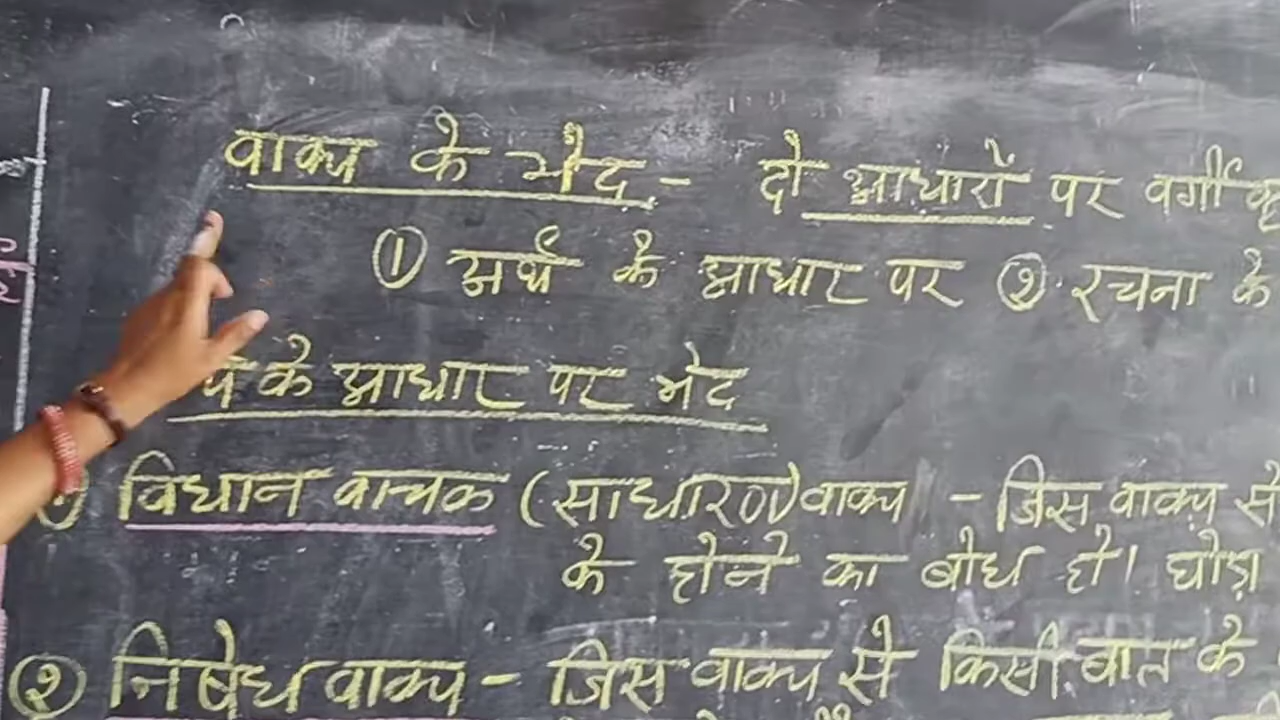 वाक्य के भेद - दो आधारों पर वर्गीकृ
① अर्थ के आधार पर ② रचना के
के आधार पर भेद
विधान वाचक (साधारण) वाक्य - जिस वाक्य से
के होने का बोध हो। घोड़ा
② निषेध वाक्य - जिस वाक्य से किसी बात के